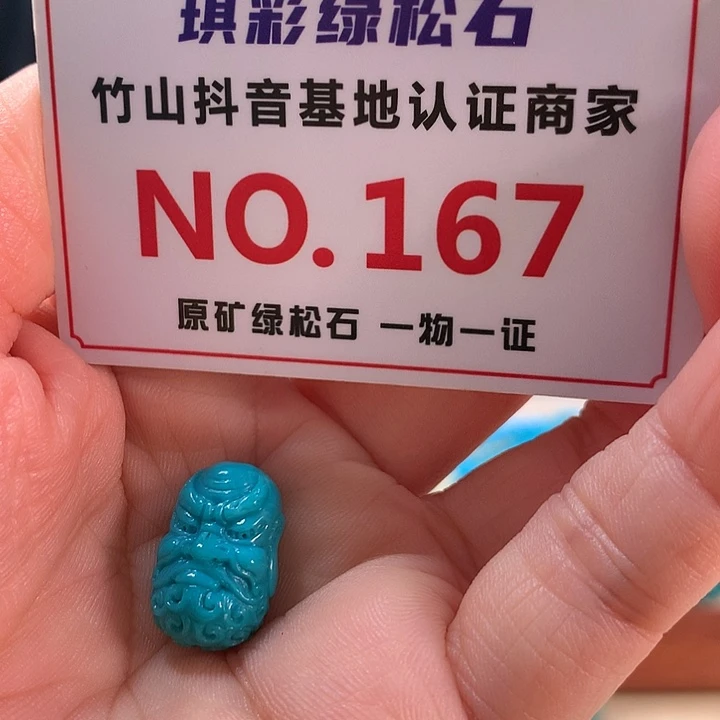 琪彩绿松石
竹山抖音基地认证商家
NO.167
原矿绿松石 一物一证